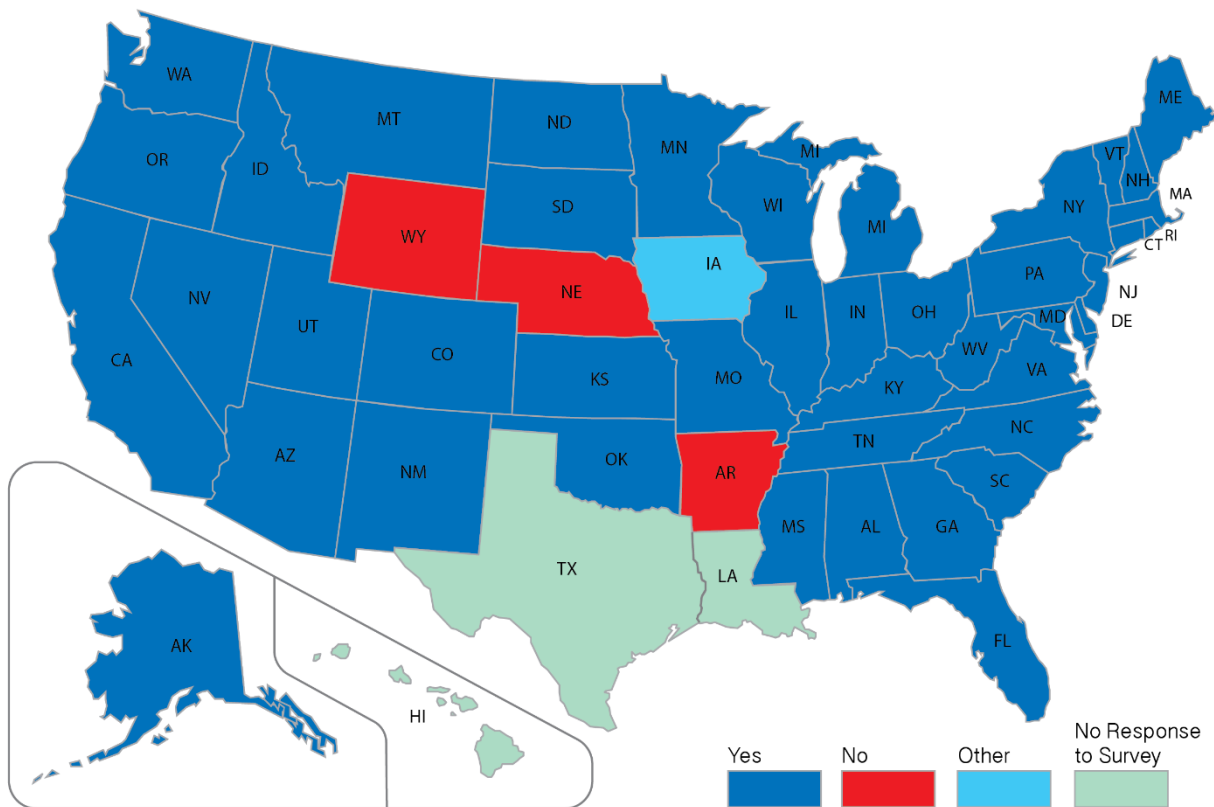 WA
MT
ND
MN
MI
ME
VT
NH
MA
OR
ID
SD
WI
MI
NY
CT
RI
WY
NE
IA
PA
NJ
DE
MD
NV
UT
CO
KS
MO
IL
IN
OH
WV
VA
CA
KY
AZ
NM
OK
AR
TN
NC
SC
TX
LA
MS
AL
GA
FL
AK
HI
Yes
No
Other
No Response
to Survey